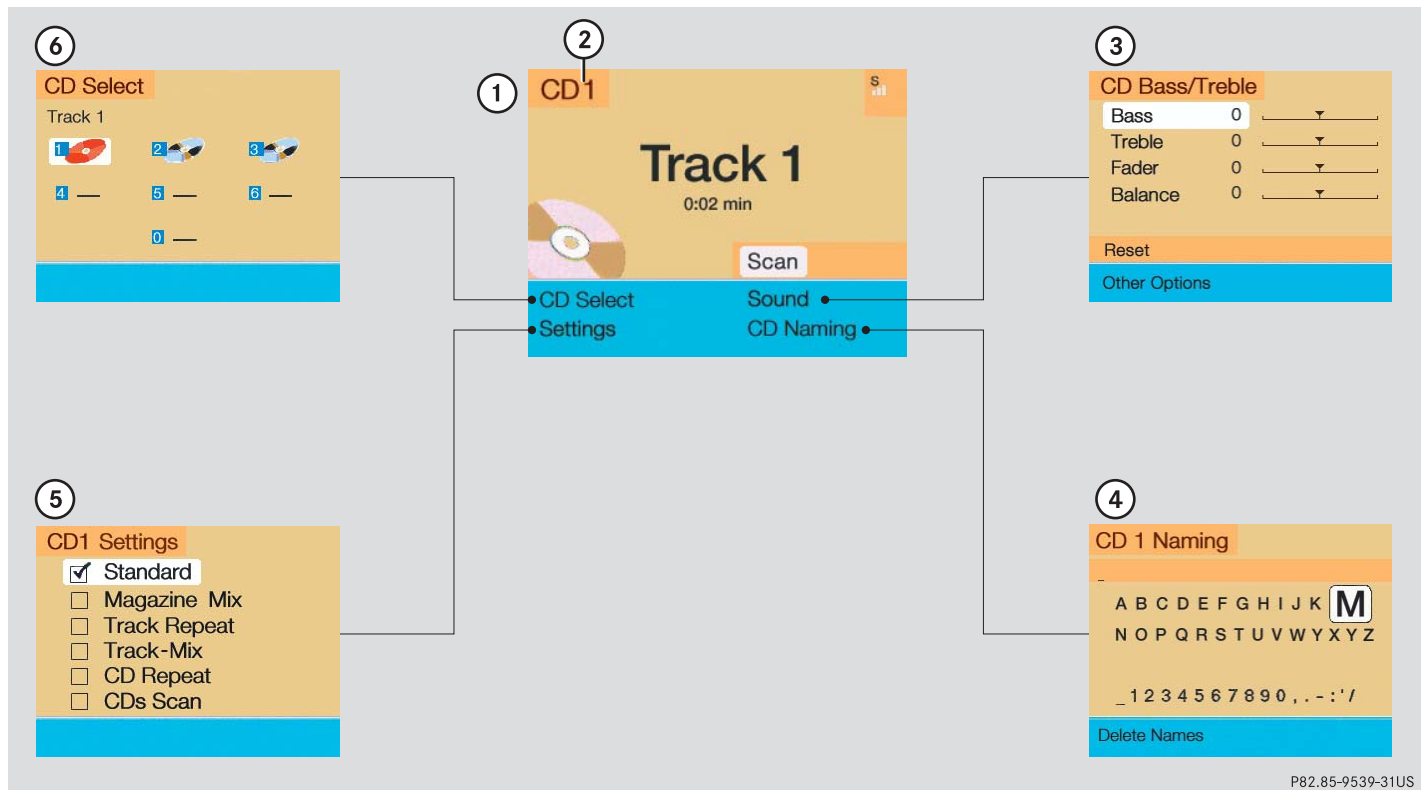 6
CD Select
Track 1
1 2 3
4 — 5 — 6 —
0 —
2
1
CD1
S
Track 1
0:02 min
Scan
CD Select Sound
Settings CD Naming
3
CD Bass/Treble
Bass 0
Treble 0
Fader 0
Balance 0
Reset
Other Options
5
CD1 Settings
Standard
Magazine Mix
Track Repeat
Track-Mix
CD Repeat
CDs Scan
4
CD 1 Naming
_
A B C D E F G H I J K M
N O P Q R S T U V W Y X Y Z
_ 1 2 3 4 5 6 7 8 9 0 , . - : ' /
Delete Names
P82.85-9539-31US